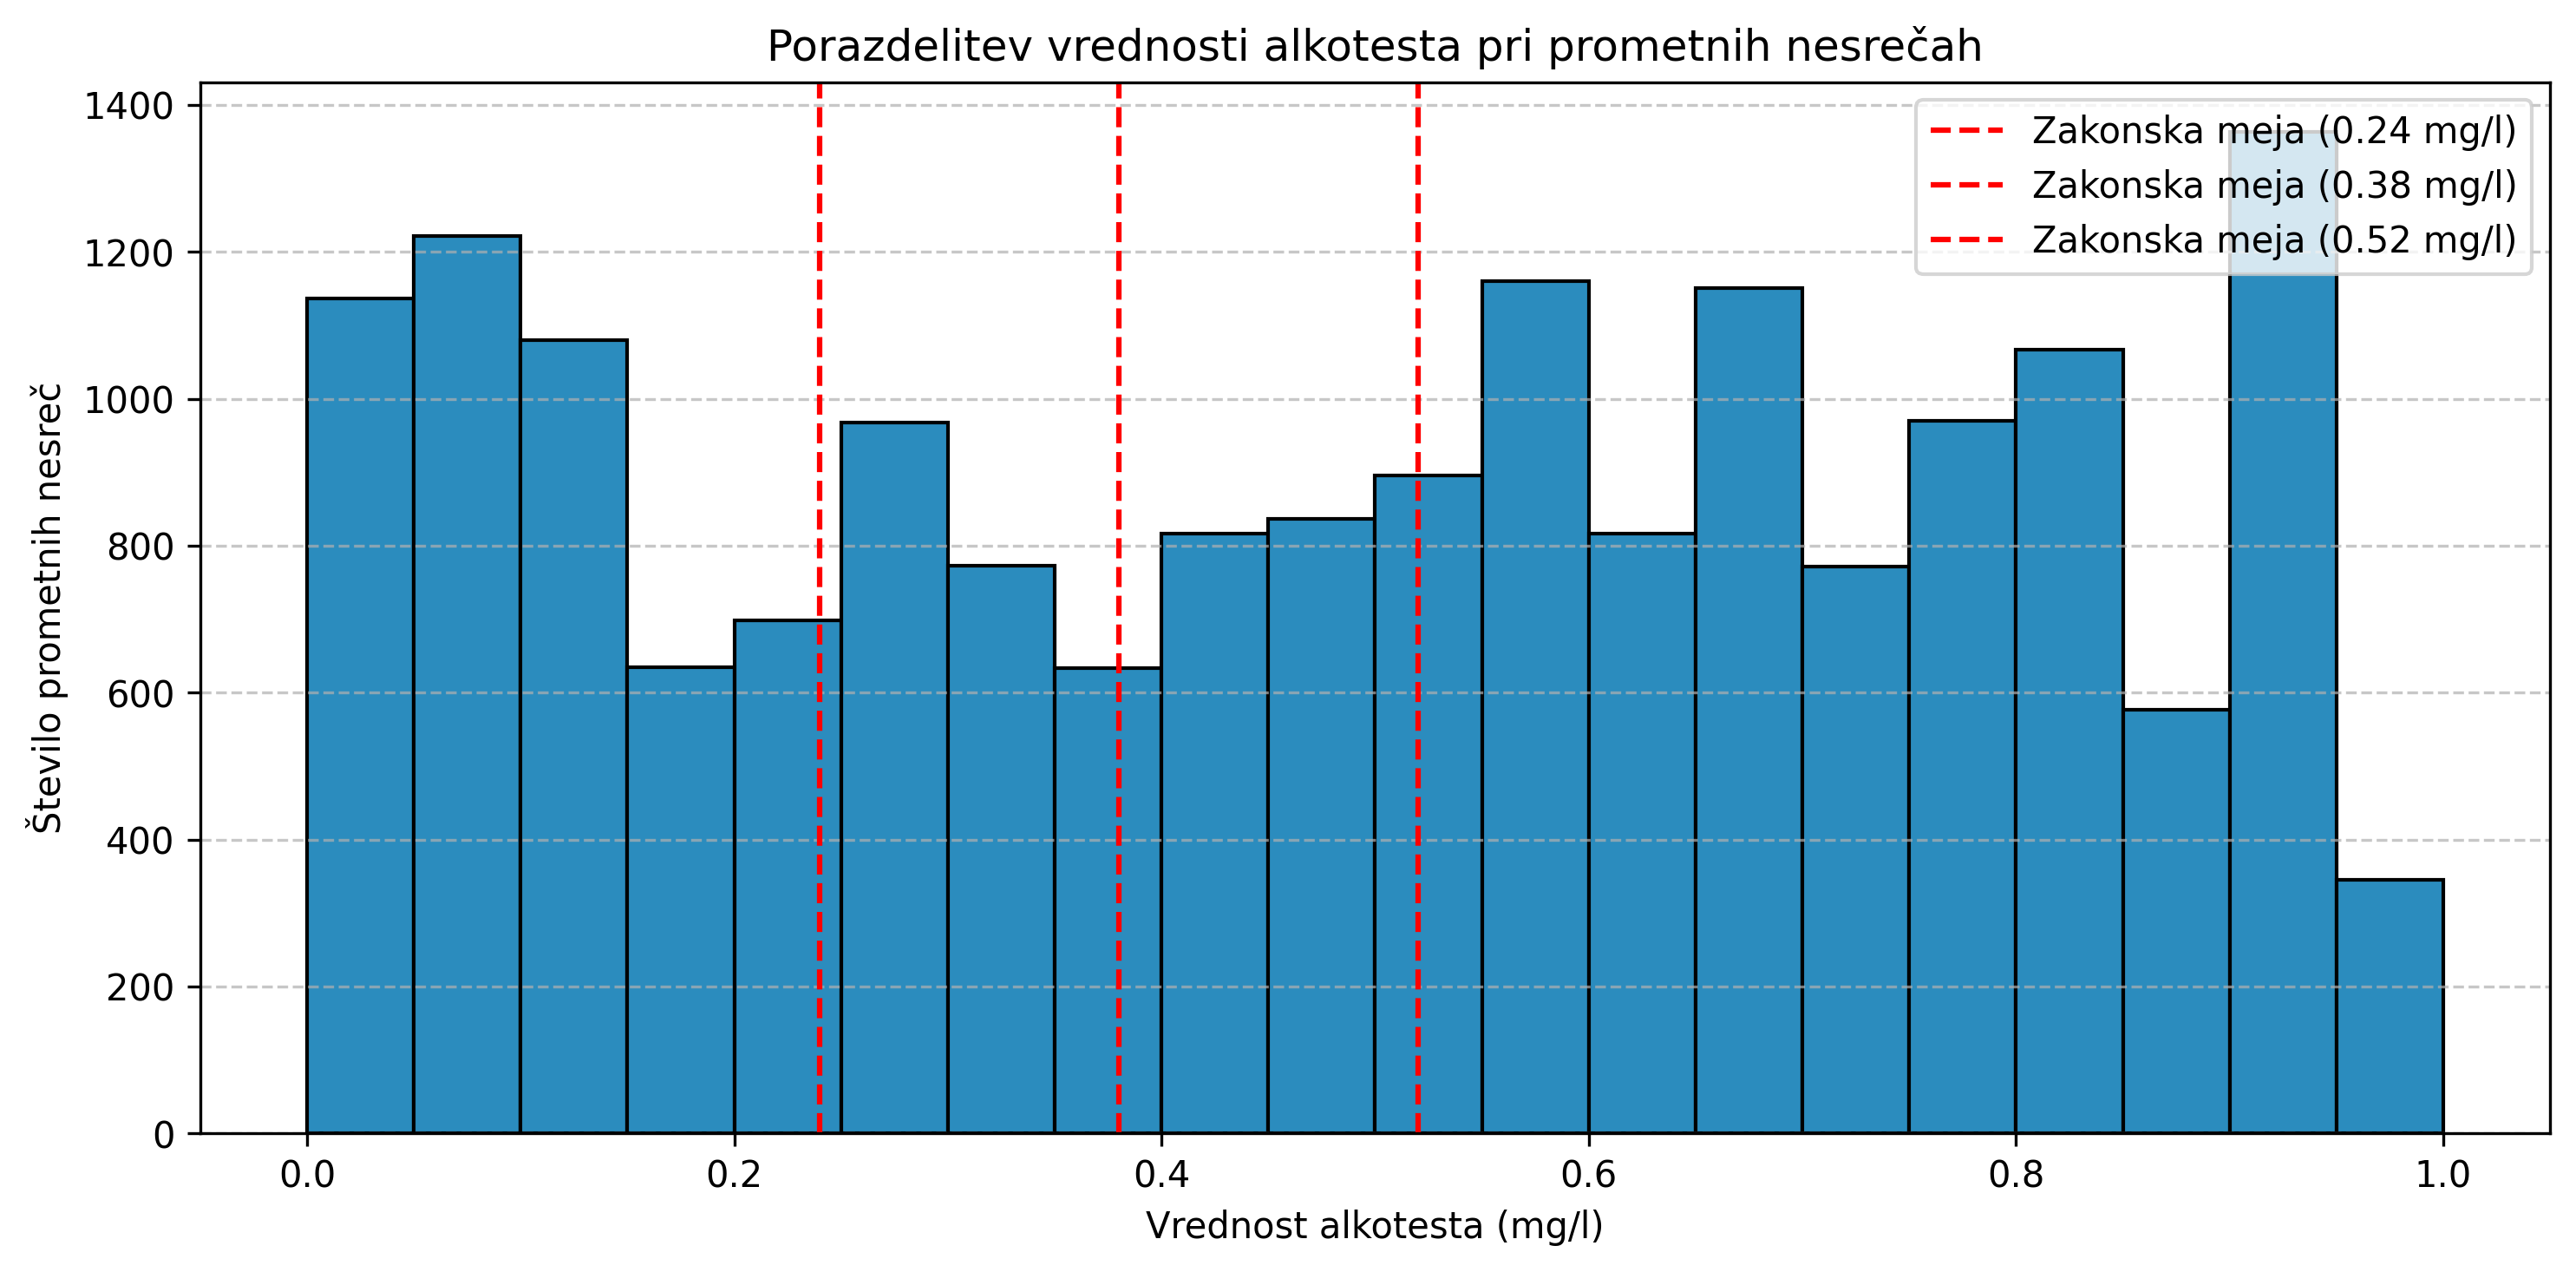 Porazdelitev vrednosti alkotesta pri prometnih nesrečah
Zakonska meja (0.24 mg/l)
Zakonska meja (0.38 mg/l)
Zakonska meja (0.52 mg/l)
Število prometnih nesreč
1400
1200
1000
800
600
400
200
0
0.0 0.2 0.4 0.6 0.8 1.0
Vrednost alkotesta (mg/l)